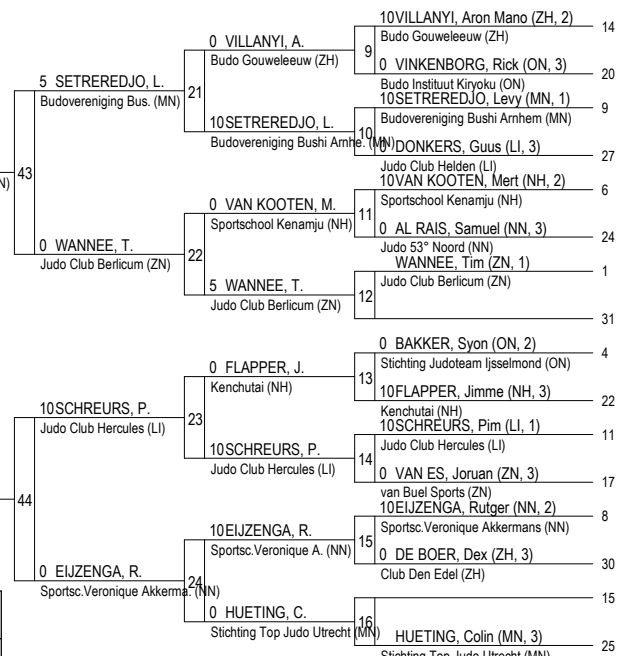 10VILLANYI, Aron Mano (ZH, 2)
14
0 VILLANYI, A.
Budo Gouweleeuw (ZH)
9
Budo Gouweleeuw (ZH)
0 VINKENBORG, Rick (ON, 3)
20
5 SETREREDJO, L.
Budo Instituut Kiryoku (ON)
21
10SETREREDJO, Levy (MN, 1)
9
Budovereniging Bus. (MN)
Budovereniging Bushi Arnhem (MN)
10SETREREDJO, L.
10
Budovereniging Bushi Arnhe. (MN)
0 DONKERS, Guus (LI, 3)
27
43
Judo Club Helden (LI)
N)
10VAN KOOTEN, Mert (NH, 2)
6
0 VAN KOOTEN, M.
Sportschool Kenamju (NH)
11
Sportschool Kenamju (NH)
0 AL RAIS, Samuel (NN, 3)
24
0 WANNEE, T.
Judo 53° Noord (NN)
22
WANNEE, Tim (ZN, 1)
1
Judo Club Berlicum (ZN)
Judo Club Berlicum (ZN)
5 WANNEE, T.
12
Judo Club Berlicum (ZN)
31
0 BAKKER, Syon (ON, 2)
4
0 FLAPPER, J.
Stichting Judoteam Ijsselmond (ON)
13
Kenchutai (NH)
10FLAPPER, Jimme (NH, 3)
22
10SCHREURS, P.
Kenchutai (NH)
23
10SCHREURS, Pim (LI, 1)
11
Judo Club Hercules (LI)
Judo Club Hercules (LI)
10SCHREURS, P.
14
Judo Club Hercules (LI)
0 VAN ES, Joruan (ZN, 3)
17
44
van Buel Sports (ZN)
10EIJZENGA, Rutger (NN, 2)
8
10EIJZENGA, R.
Sportsc.Veronique Akkermans (NN)
15
Sportsc.Veronique A. (NN)
0 DE BOER, Dex (ZH, 3)
30
0 EIJZENGA, R.
Club Den Edel (ZH)
24
Sportsc.Veronique Akkerma. (NN)
15
0 HUETING, C.
16
Stichting Top Judo Utrecht (MN)
HUETING, Colin (MN, 3)
25
Stichting Top Judo Utrecht (MN)